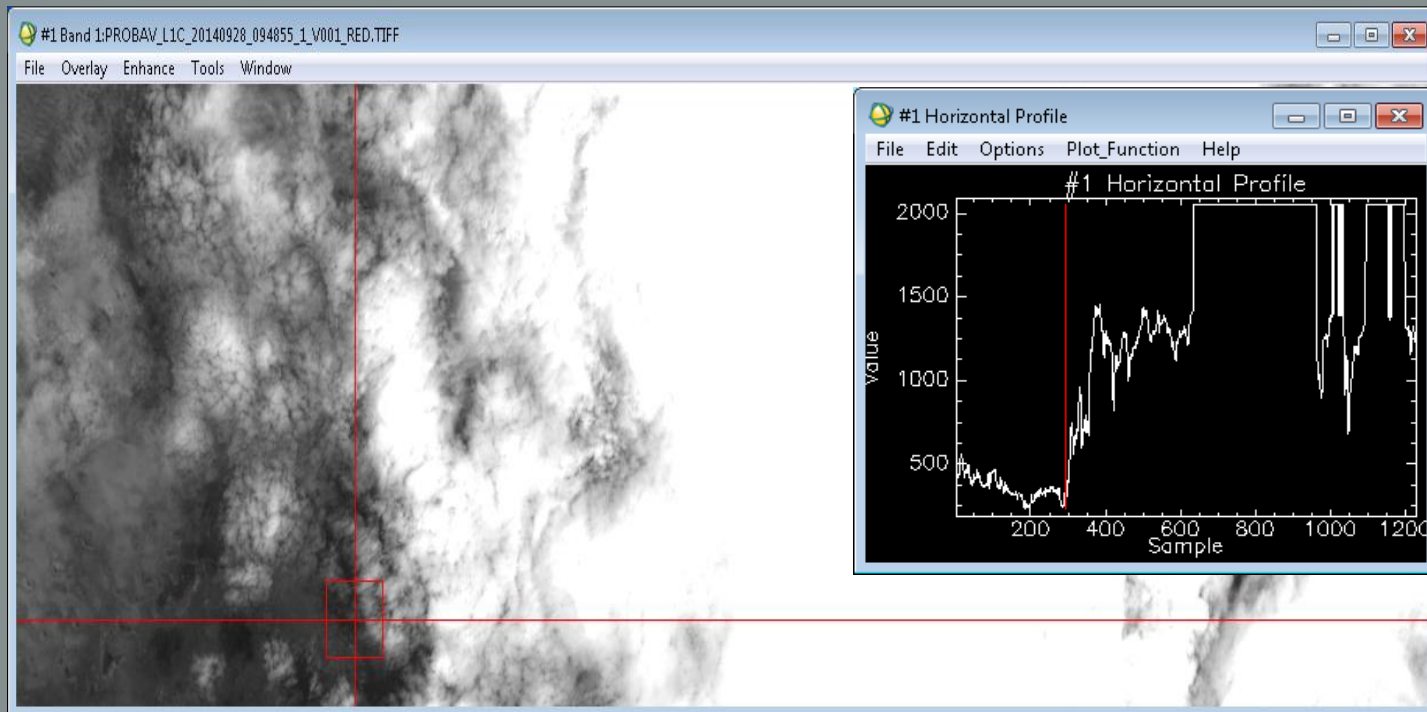 #1 Band 1:PROBAV_L1C_20140928_094855_1_V001_RED.TIFF
File Overlay Enhance Tools Window
#1 Horizontal Profile
File Edit Options Plot_Function Help
#1 Horizontal Profile
2000
1500
1000
500
Value
200 400 600 800 1000 1200
Sample